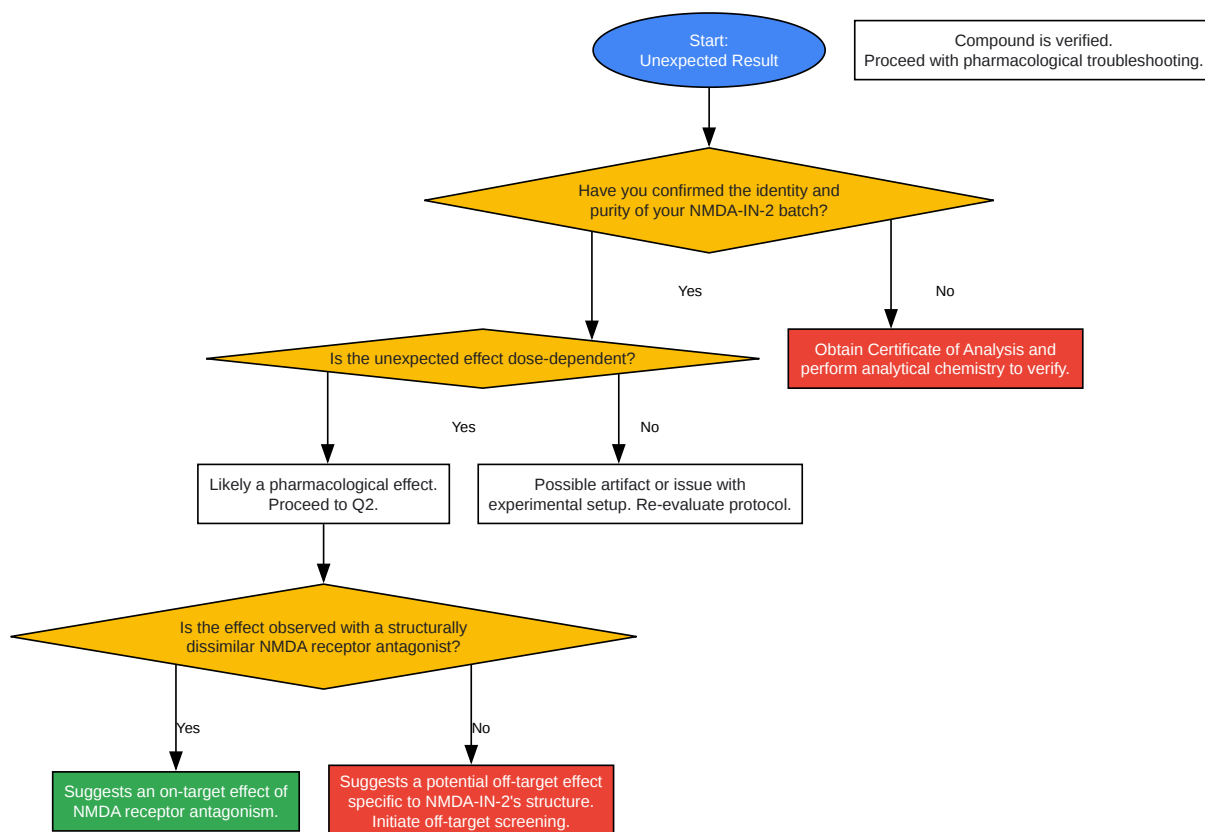 Start:
Unexpected Result
Compound is verified.
Proceed with pharmacological troubleshooting.
Have you confirmed the identity and
purity of your NMDA-IN-2 batch?
Yes
No
Is the unexpected effect dose-dependent?
Obtain Certificate of Analysis and
perform analytical chemistry to verify.
Yes
No
Likely a pharmacological effect.
Proceed to Q2.
Possible artifact or issue with
experimental setup. Re-evaluate protocol.
Is the effect observed with a structurally
dissimilar NMDA receptor antagonist?
Yes
No
Suggests an on-target effect of
NMDA receptor antagonism.
Suggests a potential off-target effect
specific to NMDA-IN-2's structure.
Initiate off-target screening.